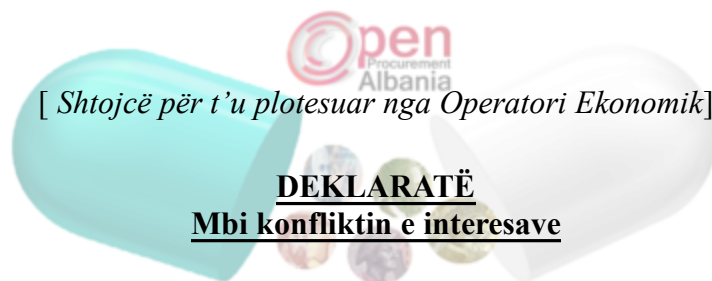 Open
Procurement
Albania
[ Shtojcë për t’u plotesuar nga Operatori Ekonomik]
DEKLARATË
Mbi konfliktin e interesave